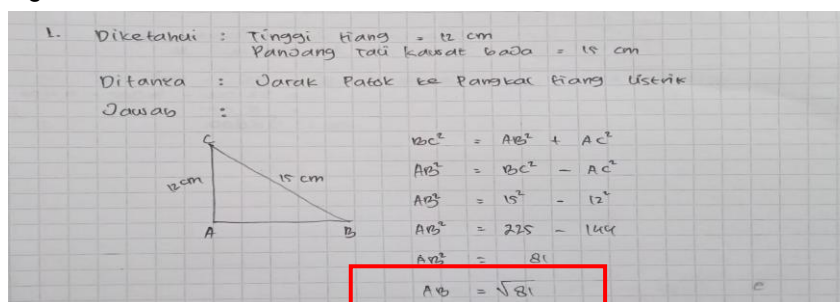 1. Diketahui : Tinggi tiang = 12 cm
Panjang tali kawat baja = 15 cm
Ditanya : Jarak Patok ke Pangkal tiang listrik
Jawab :
C
12 cm
15 cm
A
B
BC² = AB² + AC²
AB² = BC² - AC²
AB² = 15² - 12²
AB² = 225 - 144
AB² = 81
AB = √81